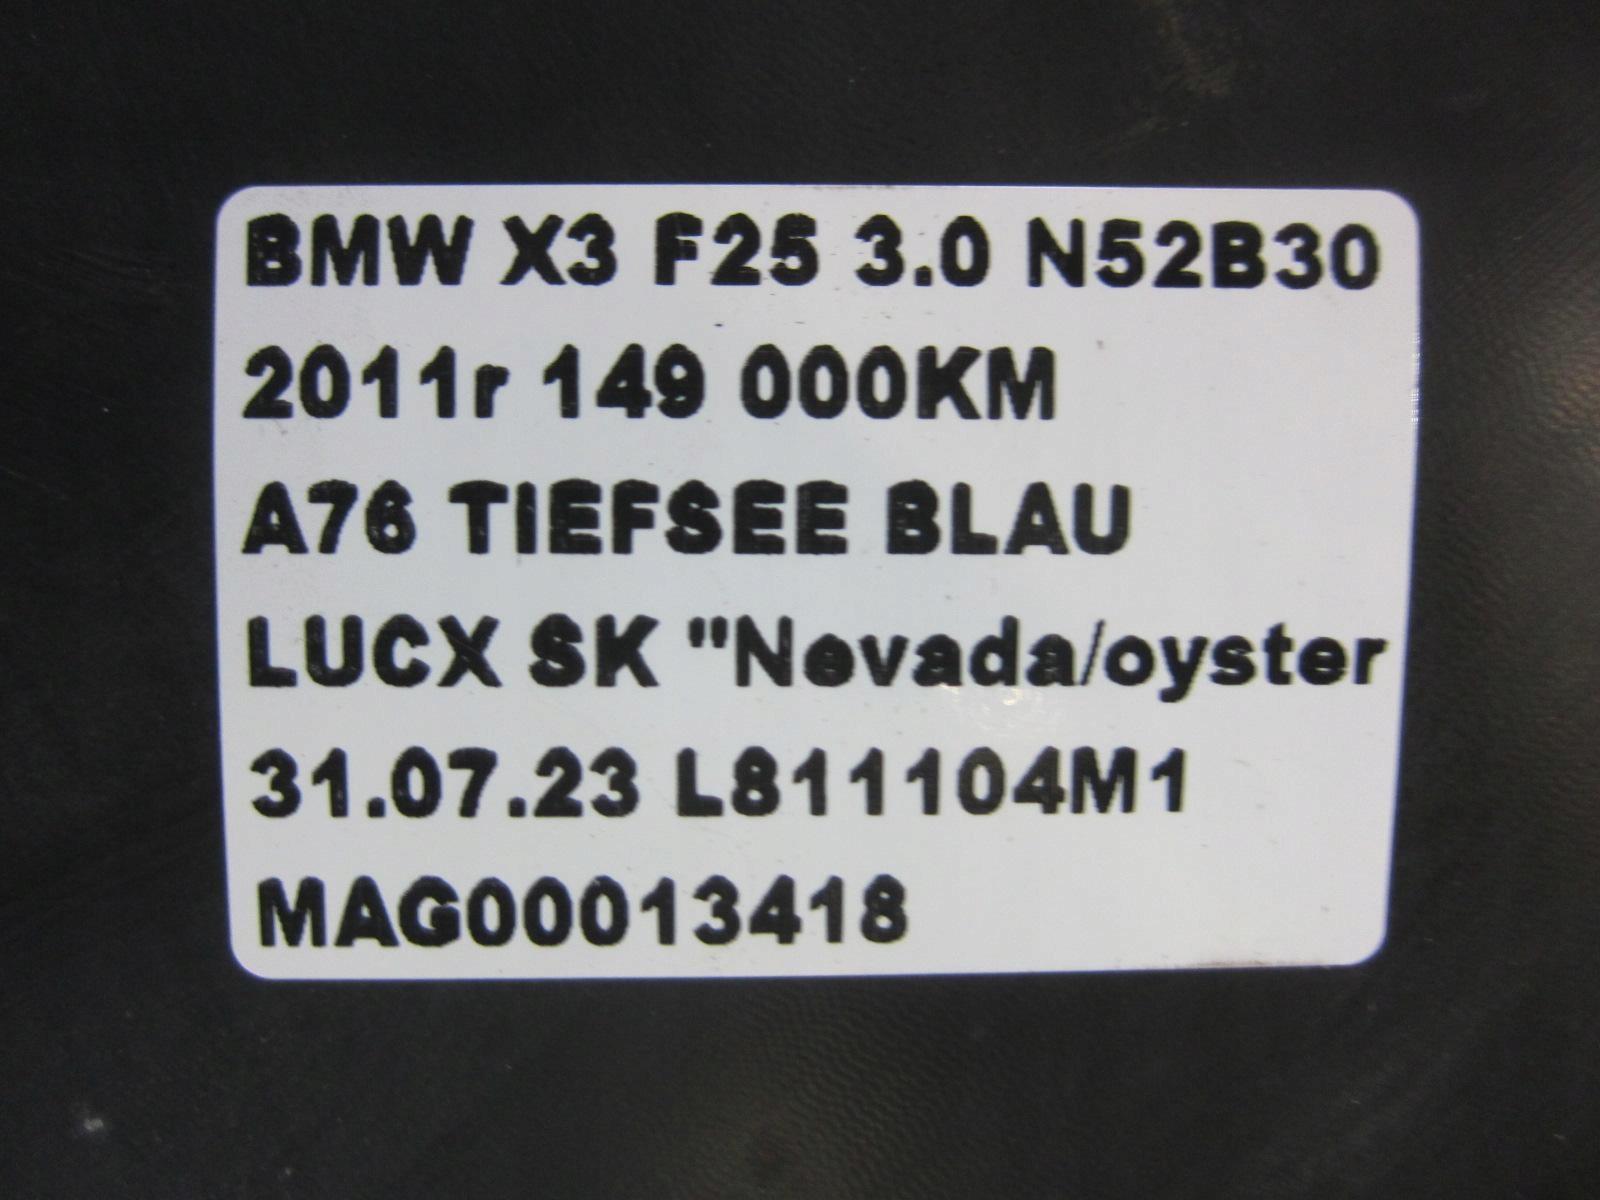 BMW X3 F25 3.0 N52B30
2011r 149 000KM
A76 TIEFSEE BLAU
LUCX SK "Nevada/oyster
31.07.23 L811104M1
MAG00013418